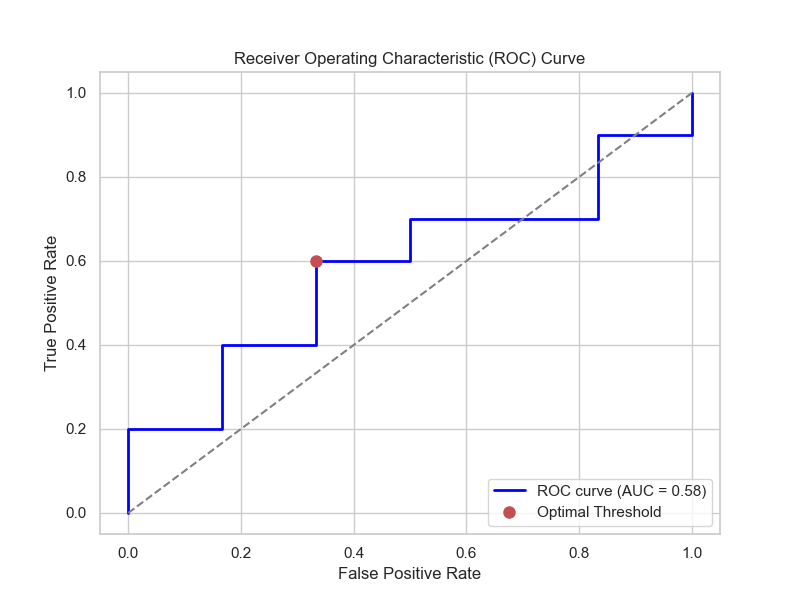 Receiver Operating Characteristic (ROC) Curve
True Positive Rate
1.0
0.8
0.6
0.4
0.2
0.0
ROC curve (AUC = 0.58)
Optimal Threshold
0.0 0.2 0.4 0.6 0.8 1.0
False Positive Rate